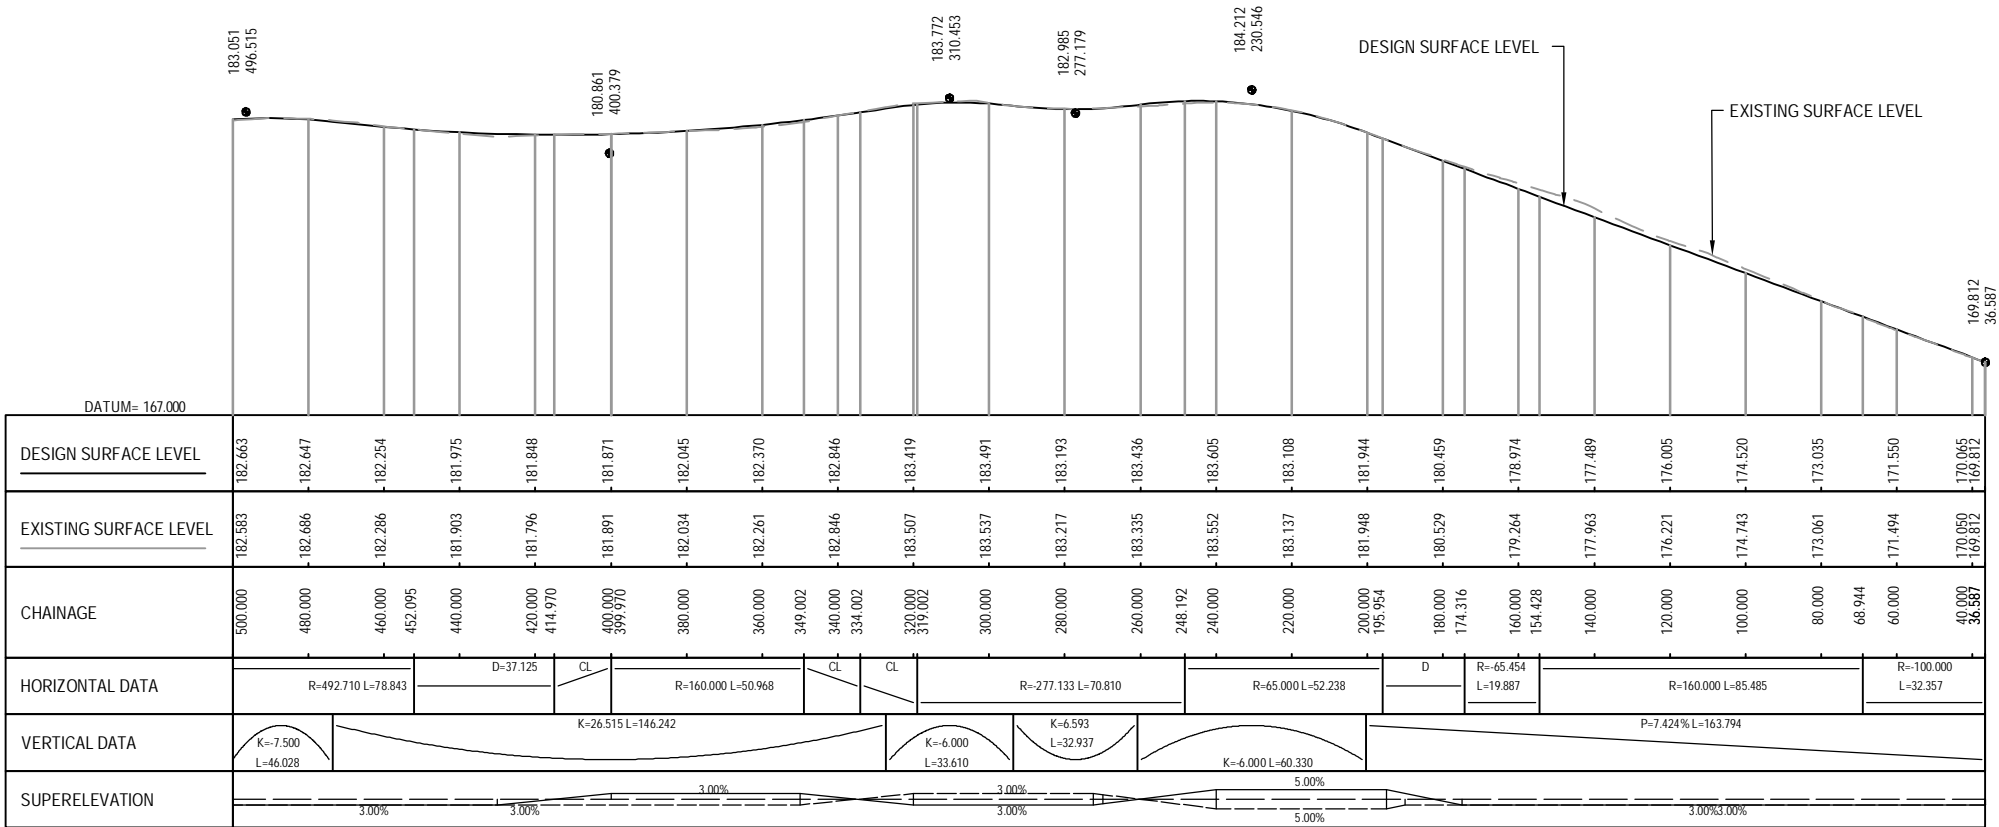 183.051
496.515
180.861
400.379
183.772
310.453
182.985
277.179
184.212
230.546
DESIGN SURFACE LEVEL
EXISTING SURFACE LEVEL
169.812
36.587
DATUM= 167.000
DESIGN SURFACE LEVEL
182.663 182.647 182.254 181.975 181.848 181.871 182.045 182.370 182.846 183.419 183.491 183.193 183.436 183.605 183.108 181.944 180.459 178.974 177.489 176.005 174.520 173.035 171.550 170.065 169.812
EXISTING SURFACE LEVEL
182.583 182.686 182.286 181.903 181.796 181.891 182.034 182.261 182.846 183.507 183.537 183.217 183.335 183.552 183.137 181.948 180.529 179.264 177.963 176.221 174.743 173.061 171.494 170.050 169.812
CHAINAGE
500.000 480.000 460.000 452.095 440.000 420.000 414.970 400.000 399.970 380.000 360.000 349.002 340.000 334.002 320.000 319.002 300.000 280.000 260.000 248.192 240.000 220.000 200.000 195.954 180.000 174.316 160.000 154.428 140.000 120.000 100.000 80.000 68.944 60.000 40.000 36.587
HORIZONTAL DATA
R=492.710 L=78.843
D=37.125
CL
R=160.000 L=50.968
CL
CL
R=-277.133 L=70.810
R=65.000 L=52.238
D
R=-65.454
L=19.887
R=160.000 L=85.485
R=-100.000
L=32.357
VERTICAL DATA
K=-7.500
L=46.028
K=26.515 L=146.242
K=-6.000
L=33.610
K=6.593
L=32.937
K=-6.000 L=60.330
P=7.424% L=163.794
SUPERELEVATION
3.00%
3.00%
3.00%
3.00%
3.00%
5.00%
5.00%
3.00%3.00%